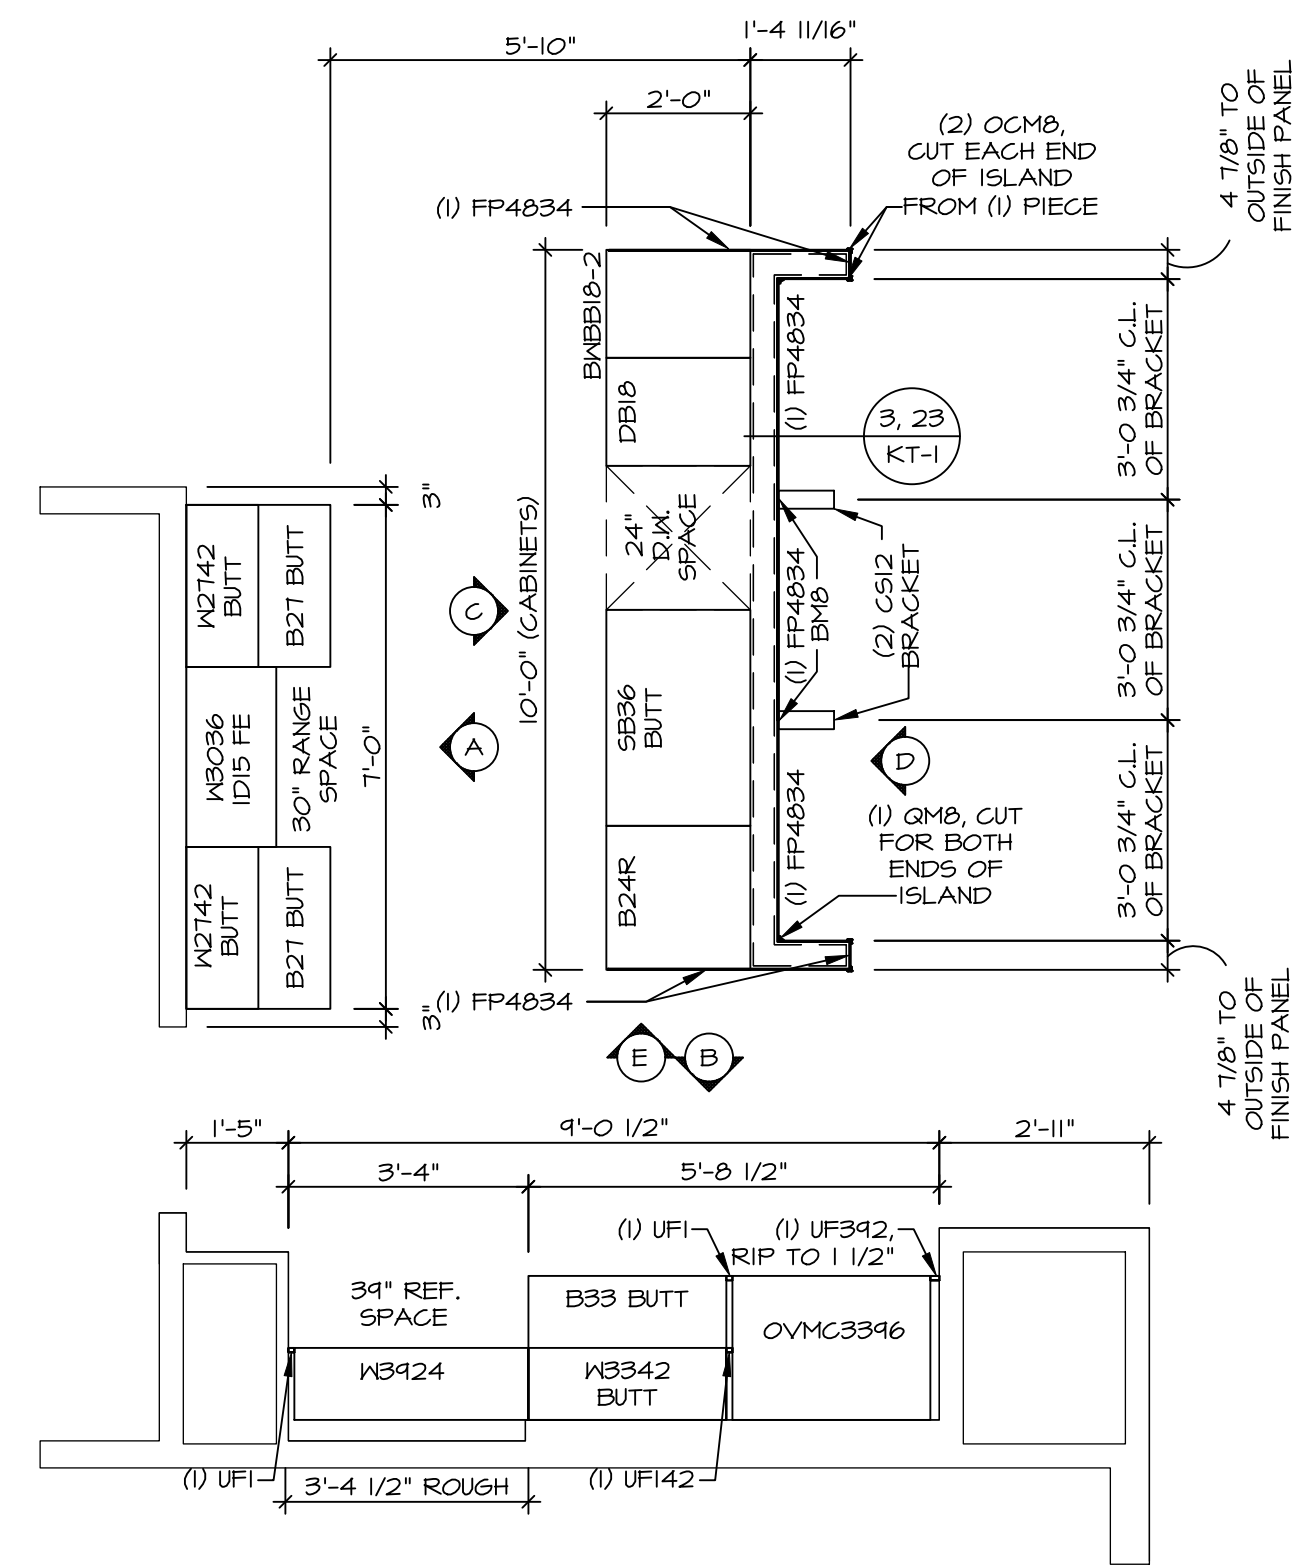 1'-4 11/16"
5'-10"
2'-0"
(2) OCM8,
CUT EACH END
OF ISLAND
FROM (1) PIECE
4 7/8" TO
OUTSIDE OF
FINISH PANEL
(1) FP4834
BWBB18-2
DB18
(1) FP4834
3, 23
KT-1
3'-0 3/4" C.L.
OF BRACKET
3"
W2742
BUTT
B27 BUTT
10'-0" (CABINETS)
24"
D.W.
SPACE
C
(1) FP4834
BM8
(2) CS12
BRACKET
3'-0 3/4" C.L.
OF BRACKET
W3036
1D15 FE
30" RANGE
SPACE
7'-0"
A
SB36
BUTT
D
(1) FP4834
(1) QM8, CUT
FOR BOTH
ENDS OF
ISLAND
3'-0 3/4" C.L.
OF BRACKET
W2742
BUTT
B27 BUTT
B24R
3"
(1) FP4834
4 7/8" TO
OUTSIDE OF
FINISH PANEL
E
B
1'-5"
9'-0 1/2"
2'-11"
3'-4"
5'-8 1/2"
(1) UF1
(1) UF392,
RIP TO 1 1/2"
39" REF.
SPACE
B33 BUTT
OVMC3396
W3924
W3342
BUTT
(1) UF1
3'-4 1/2" ROUGH
(1) UF142